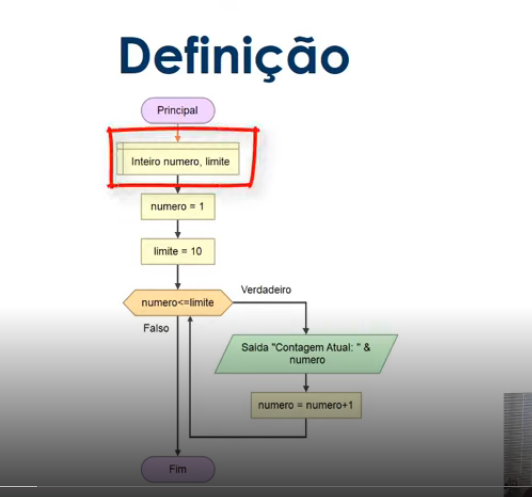 Definição
Principal
Inteiro numero, limite
numero = 1
limite = 10
numero<=limite
Verdadeiro
Falso
Saída "Contagem Atual: " &
numero
numero = numero+1
Fim